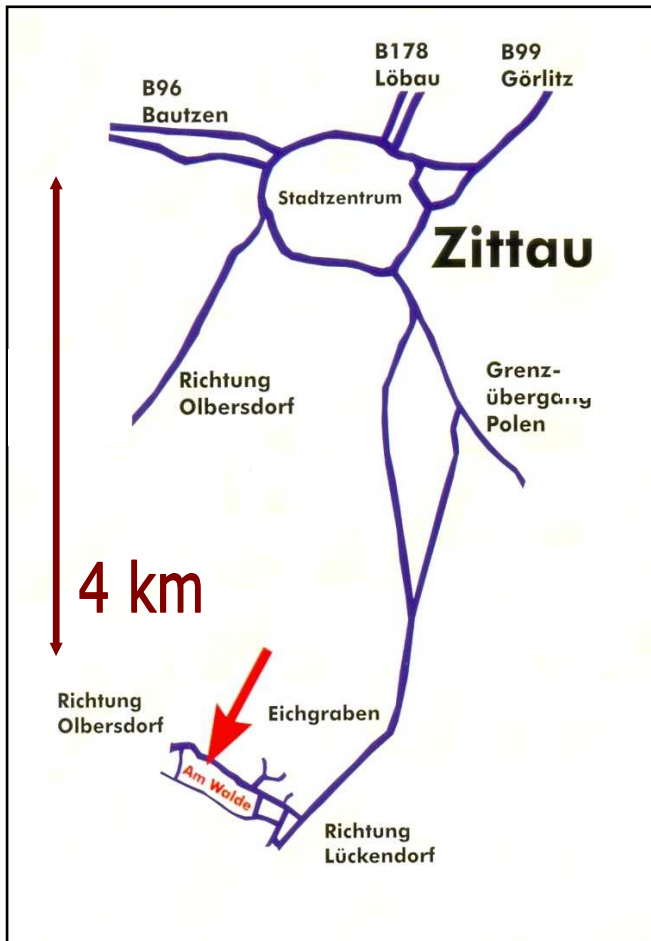 B178
Löbau
B99
Görlitz
B96
Bautzen
Stadtzentrum
Zittau
Richtung
Olbersdorf
Grenz-
übergang
Polen
4 km
Richtung
Olbersdorf
Eichgraben
Am Walde
Richtung
Lückendorf